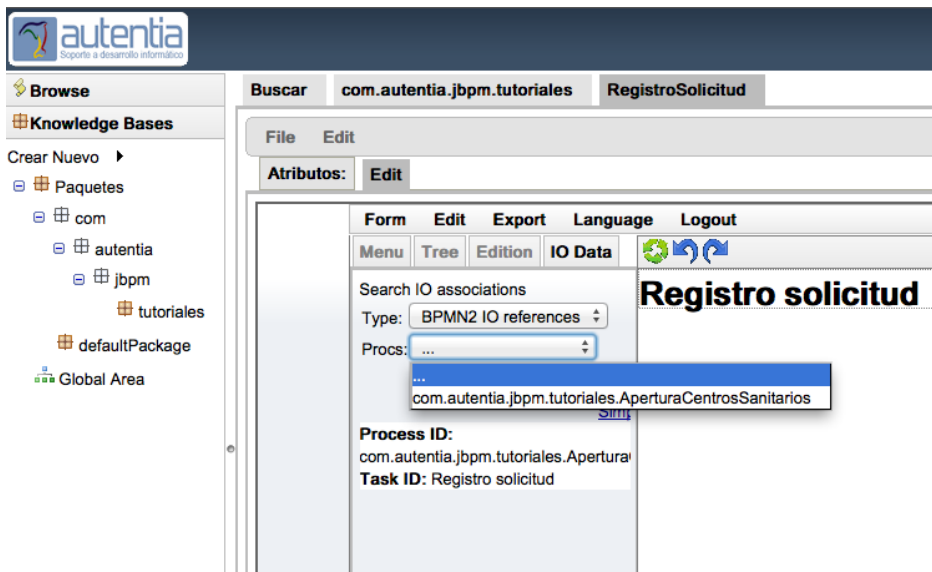 autentia
Soporte a desarrollo informático
Browse
Knowledge Bases
Crear Nuevo
Paquetes
com
autentia
jbpm
tutoriales
defaultPackage
Global Area
Buscar com.autentia.jbpm.tutoriales RegistroSolicitud
File Edit
Atributos: Edit
Form Edit Export Language Logout
Menu Tree Edition IO Data
Search IO associations
Type: BPMN2 IO references
Procs: ...
...
com.autentia.jbpm.tutoriales.AperturaCentrosSanitarios
Process ID:
com.autentia.jbpm.tutoriales.Apertura
Task ID: Registro solicitud
Registro solicitud